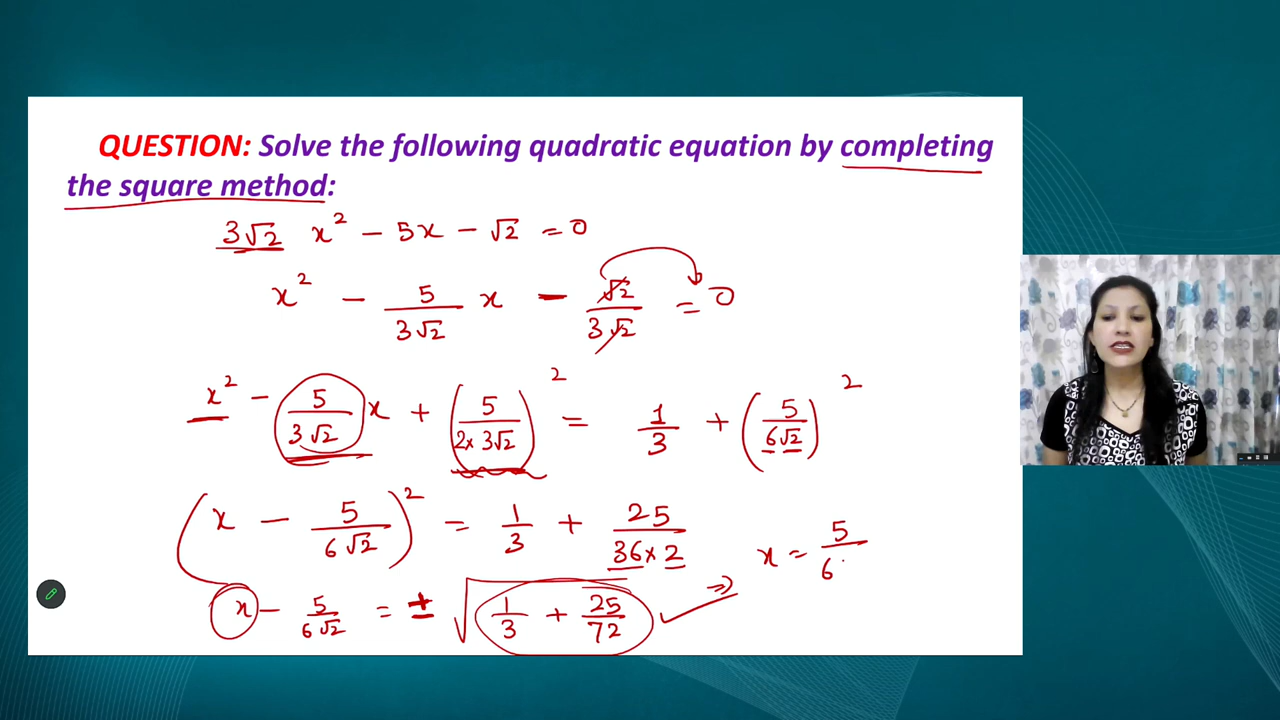 QUESTION: Solve the following quadratic equation by completing
the square method:
3√2 x² – 5x – √2 = 0
x² – 5/3√2 x – √2/3√2 = 0
x² – 5/3√2 x + (5/2× 3√2)² = 1/3 + (5/6√2)²
(x – 5/6√2)² = 1/3 + 25/36×2
x – 5/6√2 = ± √(1/3 + 25/72) ⇒ x = 5/6